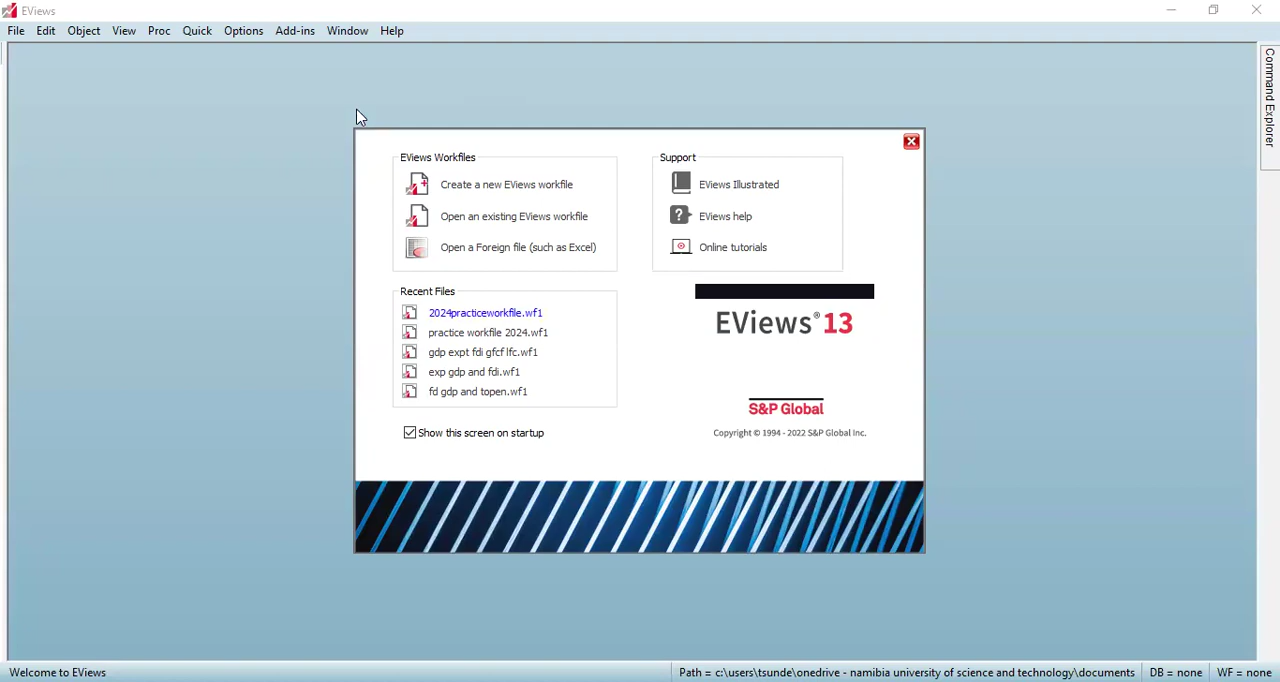 EViews
File Edit Object View Proc Quick Options Add-ins Window Help
Command Explorer
EViews Workfiles
Create a new EViews workfile
Open an existing EViews workfile
Open a Foreign file (such as Excel)
Support
EViews Illustrated
? EViews help
Online tutorials
Recent Files
2024practiceworkfile.wf1
practice workfile 2024.wf1
gdp expt fdi gfcf lfc.wf1
exp gdp and fdi.wf1
fd gdp and topen.wf1
Show this screen on startup
EViews® 13
S&P Global
Copyright © 1994 - 2022 S&P Global Inc.
Welcome to EViews
Path = c:\users\tsunde\onedrive - namibia university of science and technology\documents DB = none WF = none